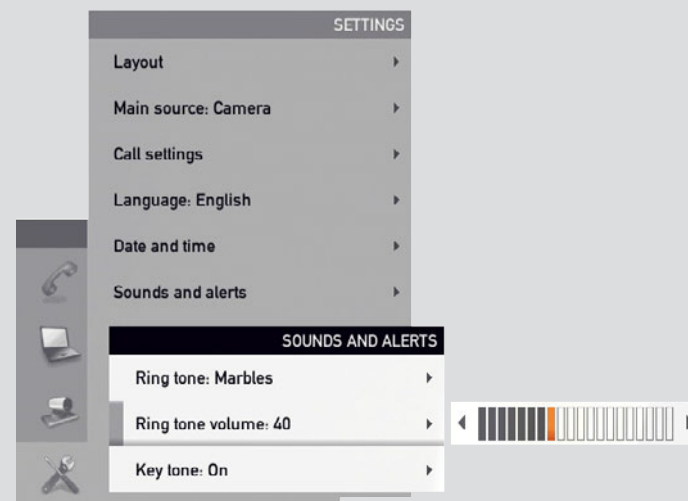 SETTINGS
Layout
Main source: Camera
Call settings
Language: English
Date and time
Sounds and alerts
SOUNDS AND ALERTS
Ring tone: Marbles
Ring tone volume: 40
Key tone: On